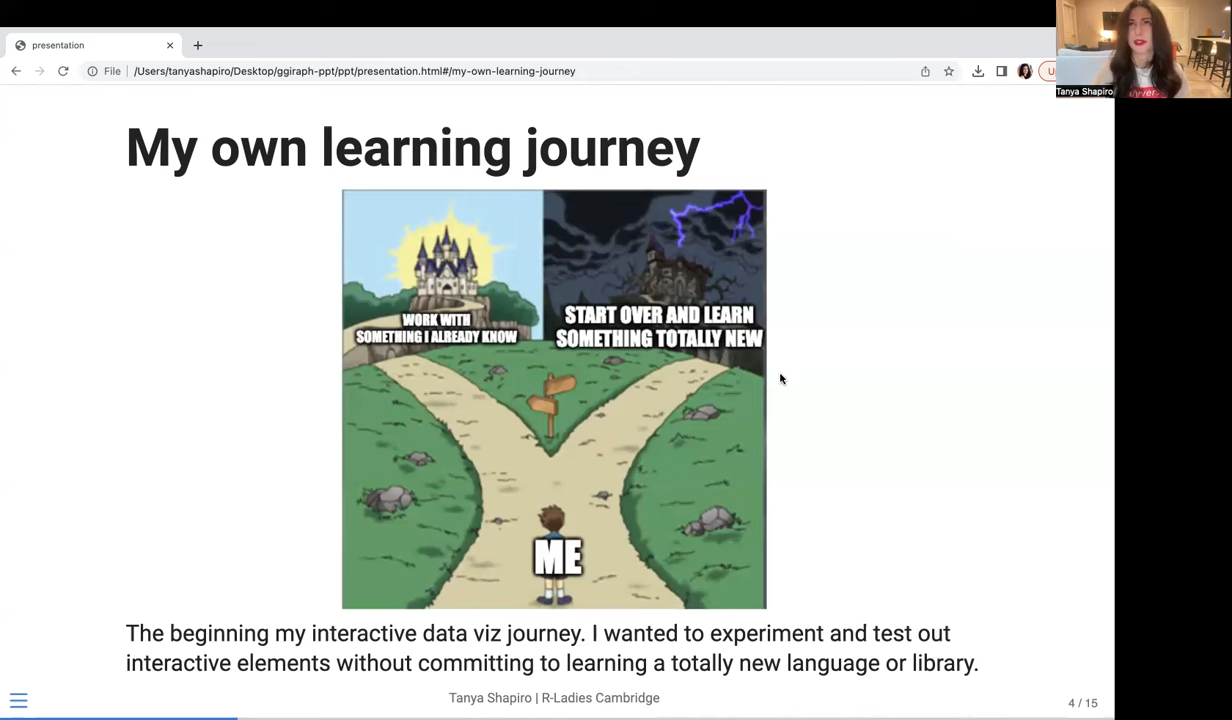 presentation
File
/Users/tanyashapiro/Desktop/ggiraph-ppt/ppt/presentation.html#/my-own-learning-journey
Tanya Shapiro
My own learning journey
WORK WITH
SOMETHING I ALREADY KNOW
START OVER AND LEARN
SOMETHING TOTALLY NEW
ME
The beginning my interactive data viz journey. I wanted to experiment and test out
interactive elements without committing to learning a totally new language or library.
Tanya Shapiro | R-Ladies Cambridge
4 / 15